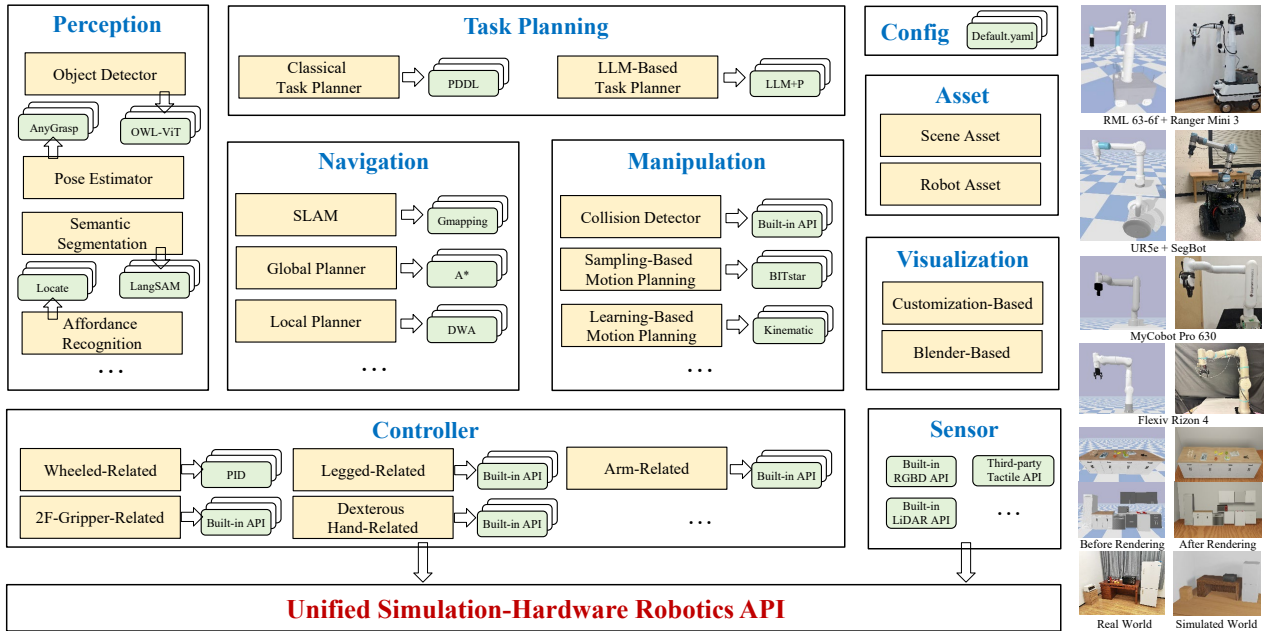 Perception
Object Detector
AnyGrasp
OWL-ViT
Pose Estimator
Semantic
Segmentation
Locate
LangSAM
Affordance
Recognition
...
Task Planning
Classical
Task Planner
PDDL
LLM-Based
Task Planner
LLM+P
Navigation
SLAM
Gmapping
Global Planner
A*
Local Planner
DWA
...
Manipulation
Collision Detector
Built-in API
Sampling-Based
Motion Planning
BITstar
Learning-Based
Motion Planning
Kinematic
...
Config
Default.yaml
Asset
Scene Asset
Robot Asset
Visualization
Customization-Based
Blender-Based
Controller
Wheeled-Related
PID
Legged-Related
Built-in API
Arm-Related
Built-in API
2F-Gripper-Related
Built-in API
Dexterous
Hand-Related
Built-in API
...
Sensor
Built-in
RGBD API
Third-party
Tactile API
Built-in
LiDAR API
...
Unified Simulation-Hardware Robotics API
RML 63-6f + Ranger Mini 3
UR5e + SegBot
MyCobot Pro 630
Flexiv Rizon 4
Before Rendering
After Rendering
Real World
Simulated World